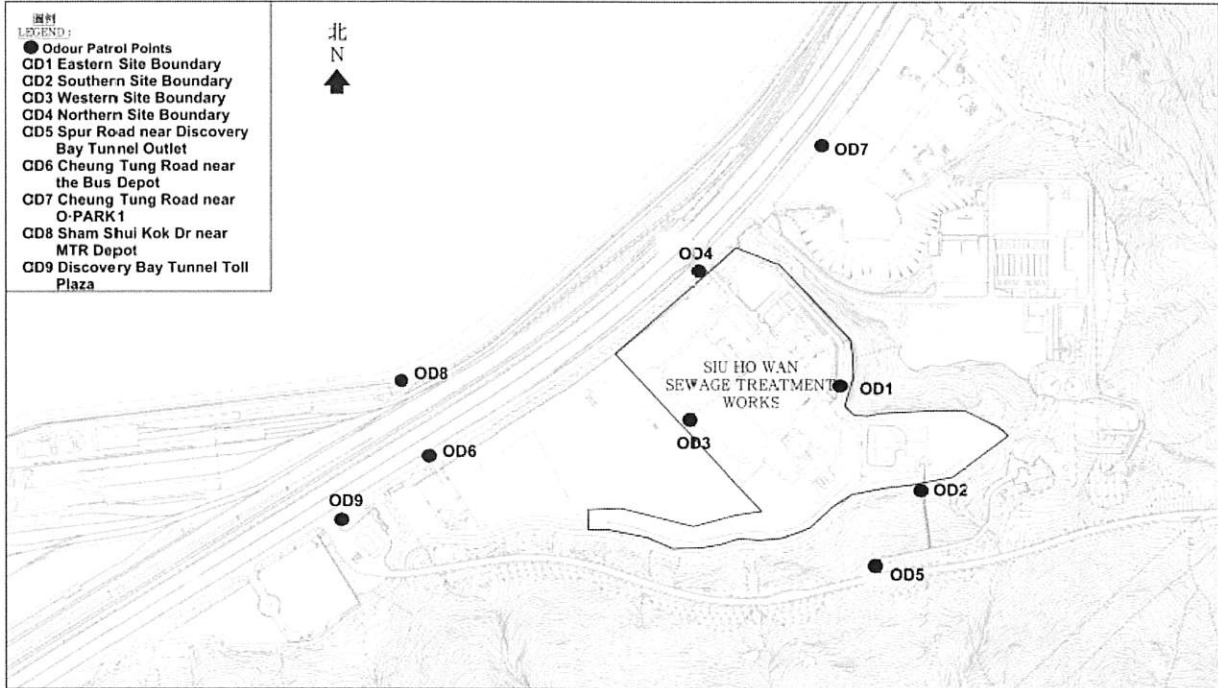 圖例
LEGEND :
Odour Patrol Points
OD1 Eastern Site Boundary
OD2 Southern Site Boundary
OD3 Western Site Boundary
OD4 Northern Site Boundary
OD5 Spur Road near Discovery
Bay Tunnel Outlet
OD6 Cheung Tung Road near
the Bus Depot
OD7 Cheung Tung Road near
O·PARK1
OD8 Sham Shui Kok Dr near
MTR Depot
OD9 Discovery Bay Tunnel Toll
Plaza
北
N
OD7
OD4
OD8
SIU HO WAN
SEWAGE TREATMENT
WORKS
OD1
OD3
OD6
OD2
OD9
OD5